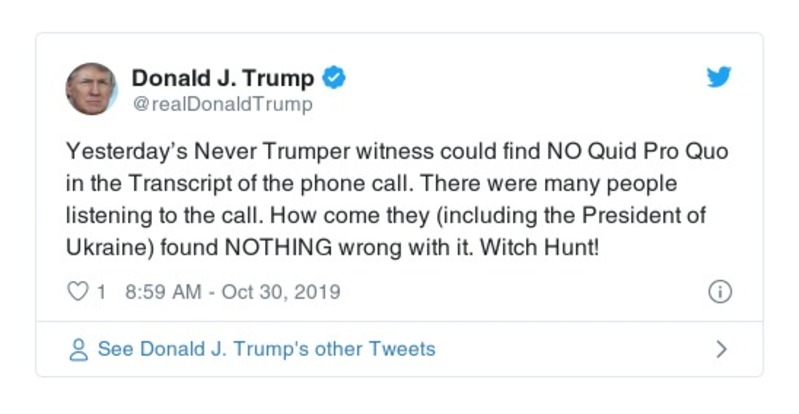 Donald J. Trump
@realDonaldTrump
Yesterday’s Never Trumper witness could find NO Quid Pro Quo
in the Transcript of the phone call. There were many people
listening to the call. How come they (including the President of
Ukraine) found NOTHING wrong with it. Witch Hunt!
1 8:59 AM - Oct 30, 2019
See Donald J. Trump's other Tweets